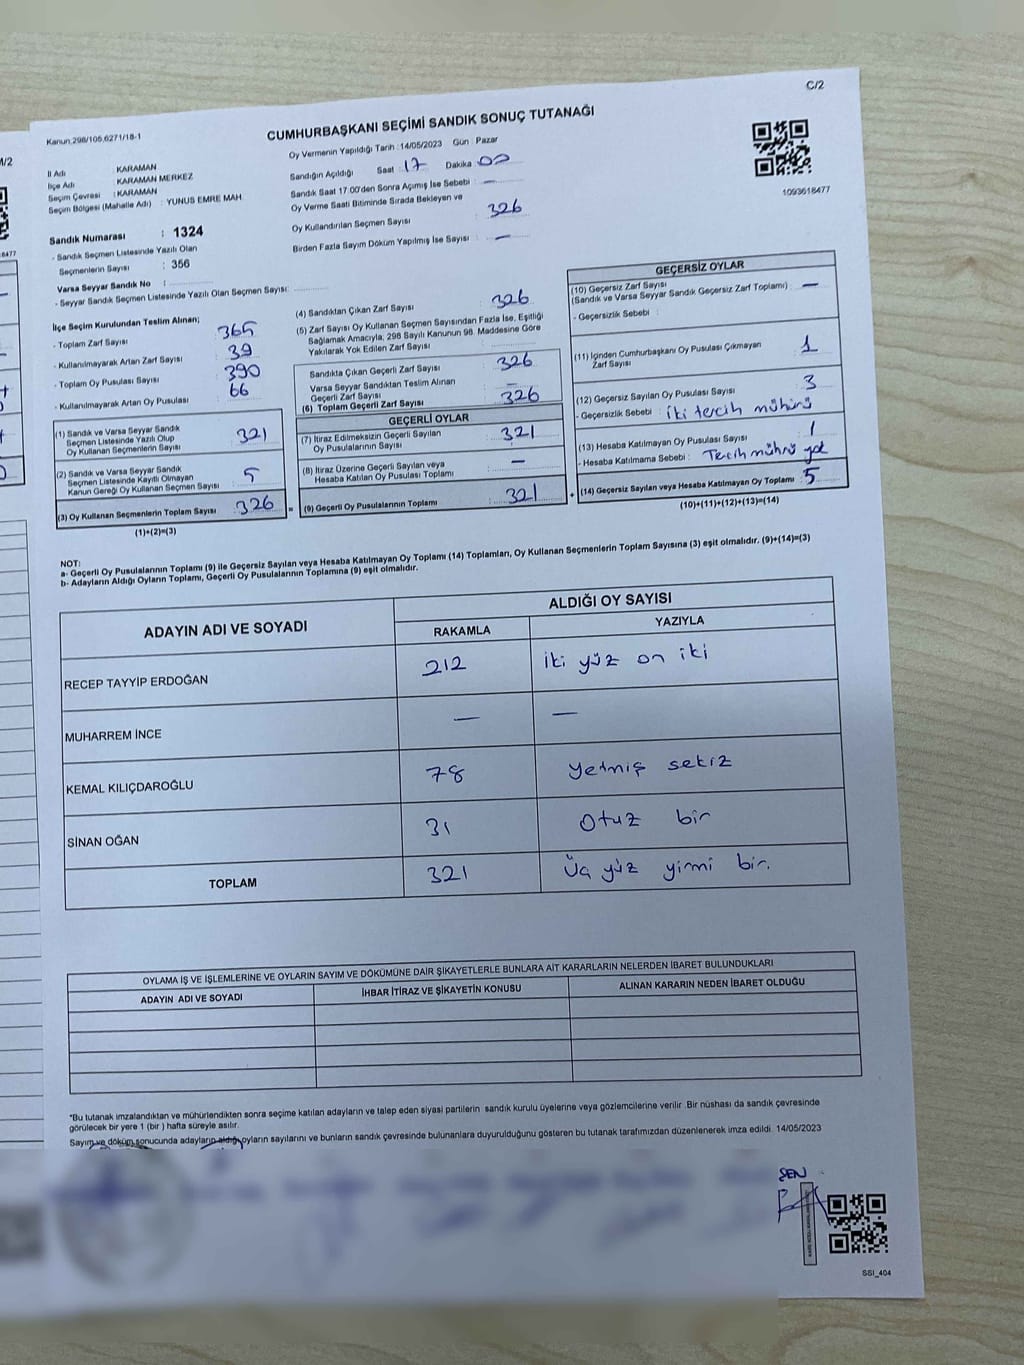 C/2
Kanun:298/105,6271/18-1
CUMHURBAŞKANI SEÇİMİ SANDIK SONUÇ TUTANAĞI
Oy Vermenin Yapıldığı Tarih :14/05/2023 Gün : Pazar
İl Adı KARAMAN
İlçe Adı KARAMAN MERKEZ
Seçim Çevresi : KARAMAN
Seçim Bölgesi (Mahalle Adı) : YUNUS EMRE MAH.
Sandığın Açıldığı Saat 17 Dakika 00
Sandık Saat 17.00'den Sonra Açımış İse Sebebi : —
Oy Verme Saati Bitiminde Sırada Bekleyen ve
Oy Kullandırılan Seçmen Sayısı 326
Birden Fazla Sayım Döküm Yapılmış İse Sayısı : —
1093618477
Sandık Numarası : 1324
- Sandık Seçmen Listesinde Yazılı Olan
Seçmenlerin Sayısı : 356
Varsa Seyyar Sandık No :
- Seyyar Sandık Seçmen Listesinde Yazılı Olan Seçmen Sayısı:
İlçe Seçim Kurulundan Teslim Alınan;
- Toplam Zarf Sayısı 365
- Kullanılmayarak Artan Zarf Sayısı 39
- Toplam Oy Pusulası Sayısı 390
- Kullanılmayarak Artan Oy Pusulası 66
(1) Sandık ve Varsa Seyyar Sandık
Seçmen Listesinde Yazılı Olup
Oy Kullanan Seçmenlerin Sayısı 321
(2) Sandık ve Varsa Seyyar Sandık
Seçmen Listesinde Kayıtlı Olmayan
Kanun Gereği Oy Kullanan Seçmen Sayısı 5
(3) Oy Kullanan Seçmenlerin Toplam Sayısı 326
(1)+(2)=(3)
(4) Sandıktan Çıkan Zarf Sayısı 326
(5) Zarf Sayısı Oy Kullanan Seçmen Sayısından Fazla İse, Eşitliği
Sağlamak Amacıyla, 298 Sayılı Kanunun 98. Maddesine Göre
Yakılarak Yok Edilen Zarf Sayısı
Sandıkta Çıkan Geçerli Zarf Sayısı 326
Varsa Seyyar Sandıktan Teslim Alınan
Geçerli Zarf Sayısı —
(6) Toplam Geçerli Zarf Sayısı 326
GEÇERLİ OYLAR
(7) İtiraz Edilmeksizin Geçerli Sayılan
Oy Pusulalarının Sayısı 321
(8) İtiraz Üzerine Geçerli Sayılan veya
Hesaba Katılan Oy Pusulası Toplamı —
(9) Geçerli Oy Pusulalarının Toplamı 321
GEÇERSİZ OYLAR
(10) Geçersiz Zarf Sayısı
(Sandık ve Varsa Seyyar Sandık Geçersiz Zarf Toplamı) : —
- Geçersizlik Sebebi :
(11) İçinden Cumhurbaşkanı Oy Pusulası Çıkmayan
Zarf Sayısı 1
(12) Geçersiz Sayılan Oy Pusulası Sayısı 3
- Geçersizlik Sebebi : İki tercih mührü
(13) Hesaba Katılmayan Oy Pusulası Sayısı 1
- Hesaba Katılmama Sebebi : Tercih mührü yok
(14) Geçersiz Sayılan veya Hesaba Katılmayan Oy Toplamı : 5
(10)+(11)+(12)+(13)=(14)
NOT:
a- Geçerli Oy Pusulalarının Toplamı (9) ile Geçersiz Sayılan veya Hesaba Katılmayan Oy Toplamı (14) Toplamları, Oy Kullanan Seçmenlerin Toplam Sayısına (3) eşit olmalıdır. (9)+(14)=(3)
b- Adayların Aldığı Oyların Toplamı, Geçerli Oy Pusulalarının Toplamına (9) eşit olmalıdır.
ADAYIN ADI VE SOYADI ALDIĞI OY SAYISI
RAKAMLA YAZIYLA
RECEP TAYYİP ERDOĞAN 212 İki yüz on iki
MUHARREM İNCE — —
KEMAL KILIÇDAROĞLU 78 Yetmiş sekiz
SİNAN OĞAN 31 Otuz bir
TOPLAM 321 Üç yüz yirmi bir.
OYLAMA İŞ VE İŞLEMLERİNE VE OYLARIN SAYIM VE DÖKÜMÜNE DAİR ŞİKAYETLERLE BUNLARA AİT KARARLARIN NELERDEN İBARET BULUNDUKLARI
ADAYIN ADI VE SOYADI İHBAR İTİRAZ VE ŞİKAYETİN KONUSU ALINAN KARARIN NEDEN İBARET OLDUĞU
*Bu tutanak imzalandıktan ve mühürlendikten sonra seçime katılan adayların ve talep eden siyasi partilerin sandık kurulu üyelerine veya gözlemcilerine verilir. Bir nüshası da sandık çevresinde
görülecek bir yere 1 (bir) hafta süreyle asılır.
Sayım ve döküm sonucunda adayların aldığı oyların sayılarını ve bunların sandık çevresinde bulunanlara duyurulduğunu gösteren bu tutanak tarafımızdan düzenlenerek imza edildi. 14/05/2023
ŞEN
SSI_404